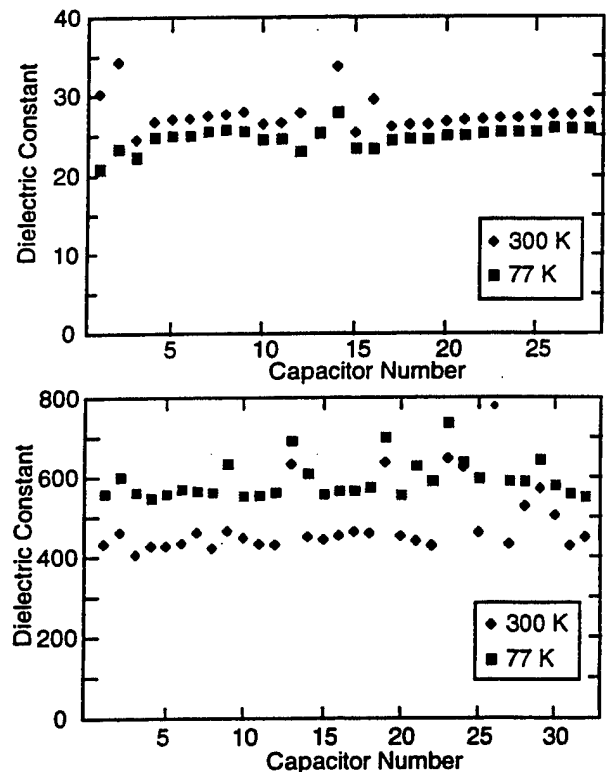 40
30
20
10
0
Dielectric Constant
300 K
77 K
5 10 15 20 25
Capacitor Number
800
600
400
200
0
Dielectric Constant
300 K
77 K
5 10 15 20 25 30
Capacitor Number